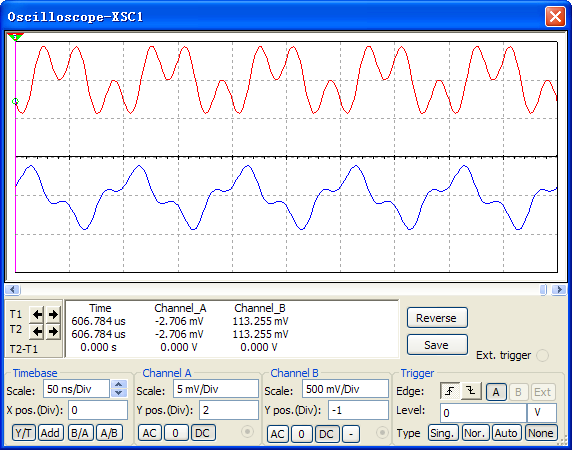 Oscilloscope-XSC1
Time Channel_A Channel_B
T1 606.784 us -2.706 mV 113.255 mV
T2 606.784 us -2.706 mV 113.255 mV
T2-T1 0.000 s 0.000 V 0.000 V
Reverse
Save
Ext. trigger
Timebase Channel A Channel B Trigger
Scale: 50 ns/Div Scale: 5 mV/Div Scale: 500 mV/Div Edge: A B Ext
X pos.(Div): 0 Y pos.(Div): 2 Y pos.(Div): -1 Level: 0 V
Y/T Add B/A A/B AC 0 DC AC 0 DC - Type Sing. Nor. Auto None